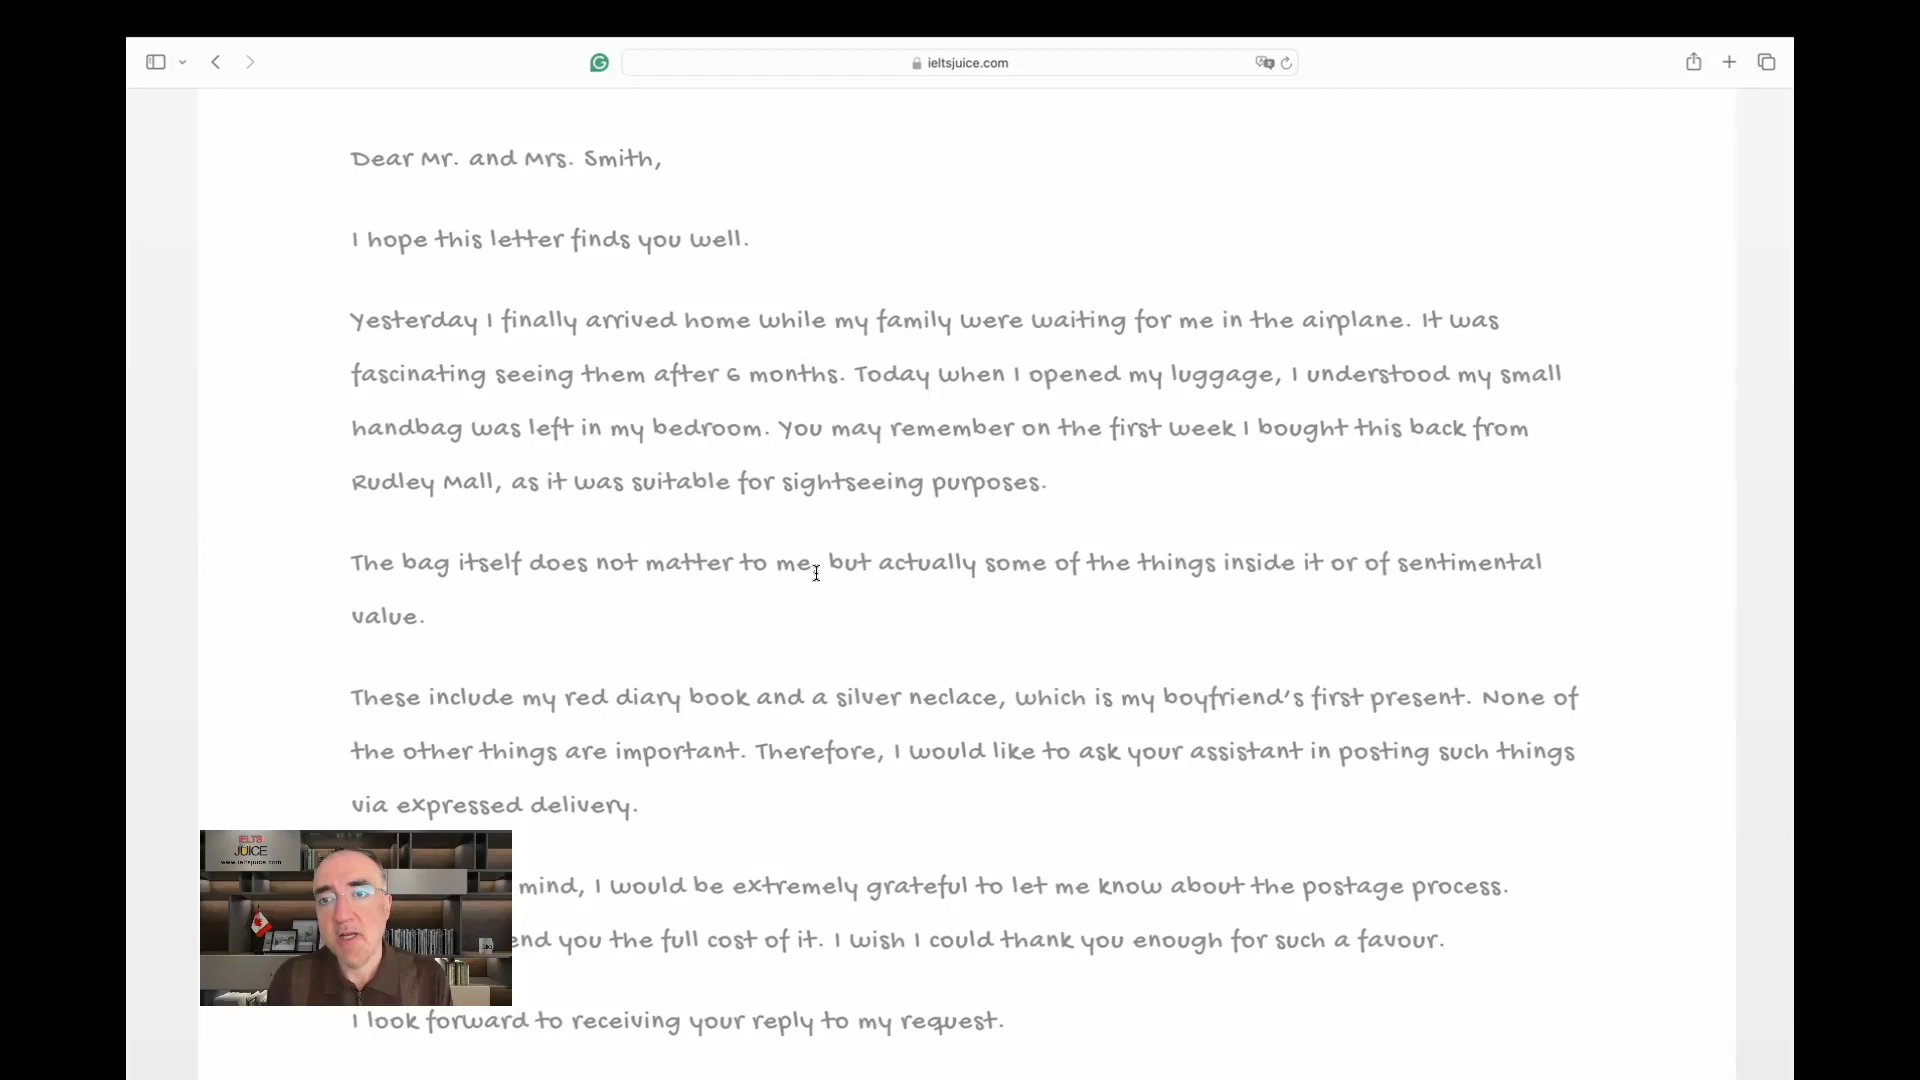 ieltsjuice.com
Dear Mr. and Mrs. Smith,
I hope this letter finds you well.
Yesterday I finally arrived home while my family were waiting for me in the airplane. It was
fascinating seeing them after 6 months. Today when I opened my luggage, I understood my small
handbag was left in my bedroom. You may remember on the first week I bought this back from
Rudley Mall, as it was suitable for sightseeing purposes.
The bag itself does not matter to me, but actually some of the things inside it or of sentimental
value.
These include my red diary book and a silver neclace, which is my boyfriend's first present. None of
the other things are important. Therefore, I would like to ask your assistant in posting such things
via expressed delivery.
mind, I would be extremely grateful to let me know about the postage process.
end you the full cost of it. I wish I could thank you enough for such a favour.
I look forward to receiving your reply to my request.
IELTS
JUICE
www.ieltsjuice.com